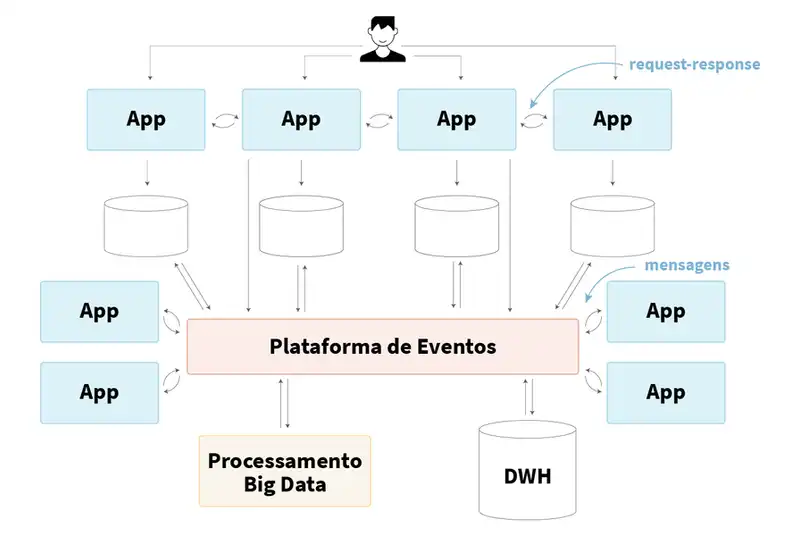 request-response
App
App
App
App
mensagens
App
App
Plataforma de Eventos
App
App
Processamento
Big Data
DWH